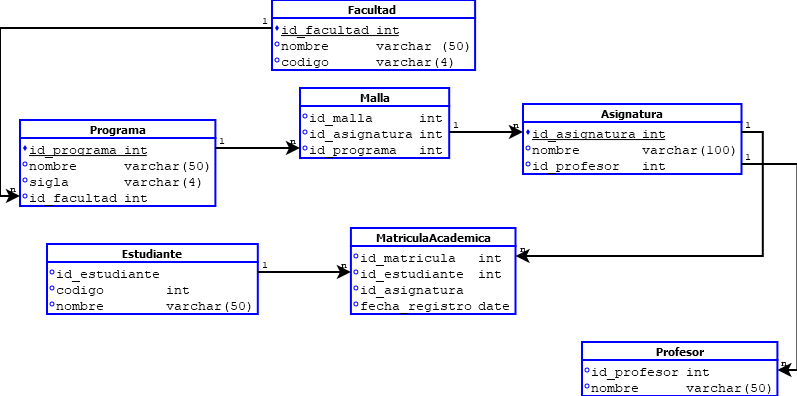 Facultad
id_facultad int
nombre varchar (50)
codigo varchar(4)
Malla
id_malla int
id_asignatura int
id_programa int
Asignatura
id_asignatura int
nombre varchar(100)
id_profesor int
Programa
id_programa int
nombre varchar(50)
sigla varchar(4)
id_facultad int
Estudiante
id_estudiante
codigo int
nombre varchar(50)
MatriculaAcademica
id_matricula int
id_estudiante int
id_asignatura
fecha_registro date
Profesor
id_profesor int
nombre varchar(50)
1
n
1
n
1
n
1
n
1
n
1
n